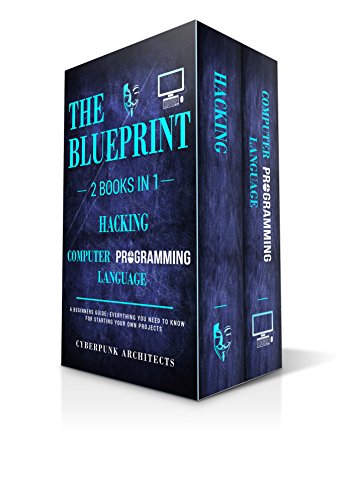 THE
BLUEPRINT
2 BOOKS IN 1
HACKING
COMPUTER PROGRAMMING
LANGUAGE
A BEGINNERS GUIDE: EVERYTHING YOU NEED TO KNOW
FOR STARTING YOUR OWN PROJECTS
CYBERPUNK ARCHITECTS
HACKING
COMPUTER PROGRAMMING
LANGUAGE